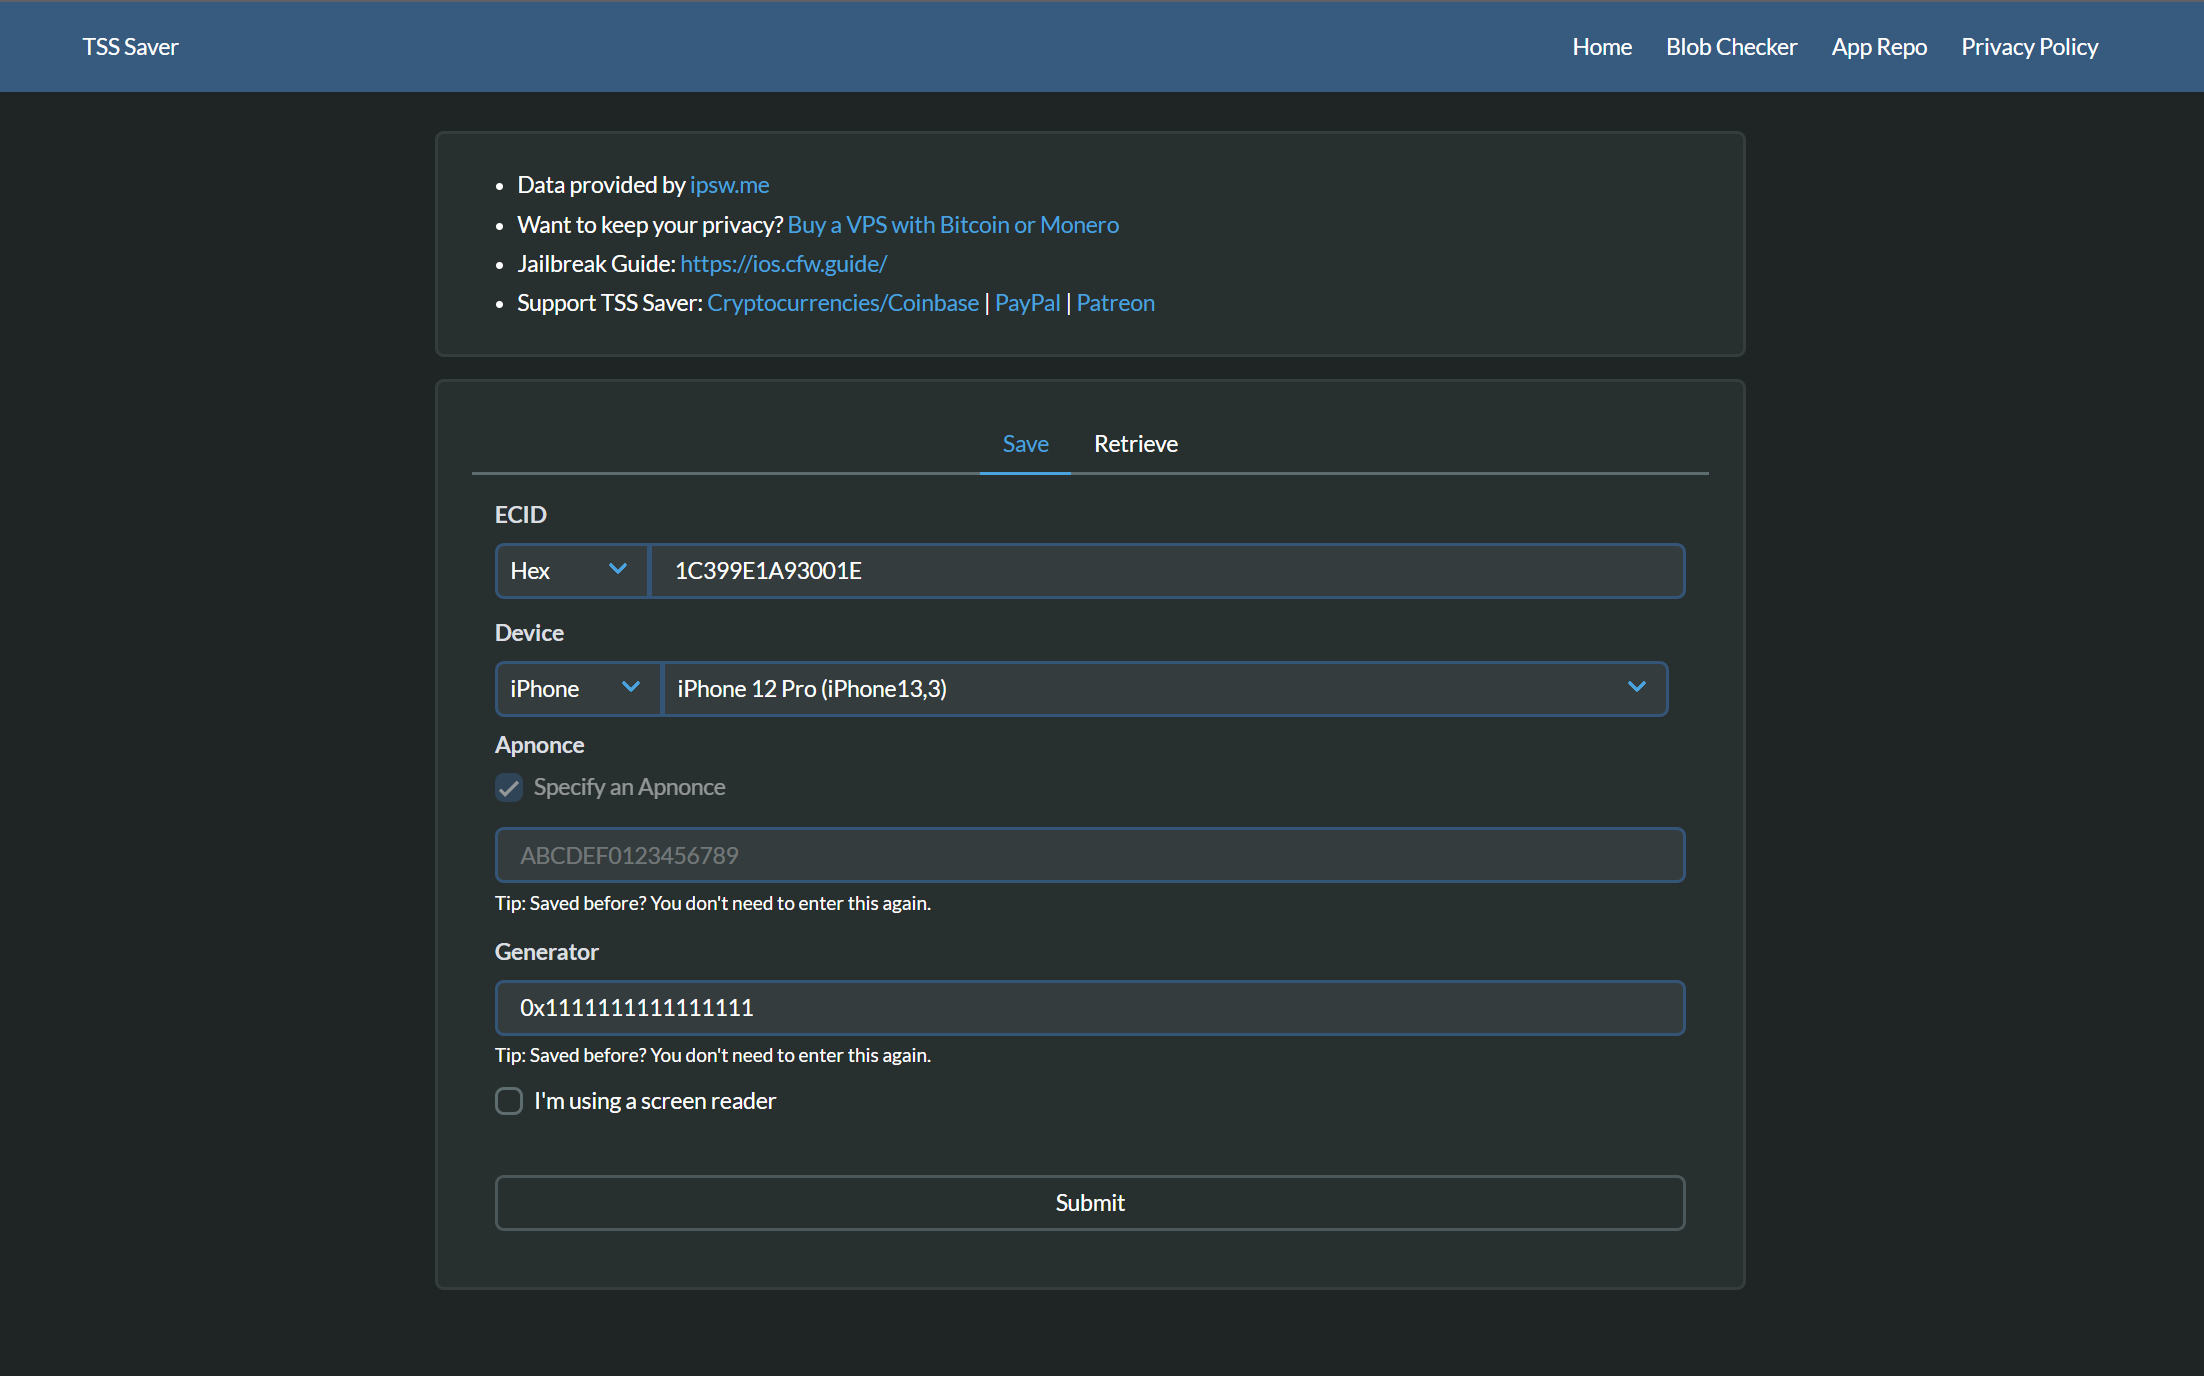 TSS Saver Home Blob Checker App Repo Privacy Policy
Data provided by ipsw.me
Want to keep your privacy? Buy a VPS with Bitcoin or Monero
Jailbreak Guide: https://ios.cfw.guide/
Support TSS Saver: Cryptocurrencies/Coinbase | PayPal | Patreon
Save Retrieve
ECID
Hex 1C399E1A93001E
Device
iPhone iPhone 12 Pro (iPhone13,3)
Apnonce
Specify an Apnonce
ABCDEF0123456789
Tip: Saved before? You don't need to enter this again.
Generator
0x1111111111111111
Tip: Saved before? You don't need to enter this again.
I'm using a screen reader
Submit